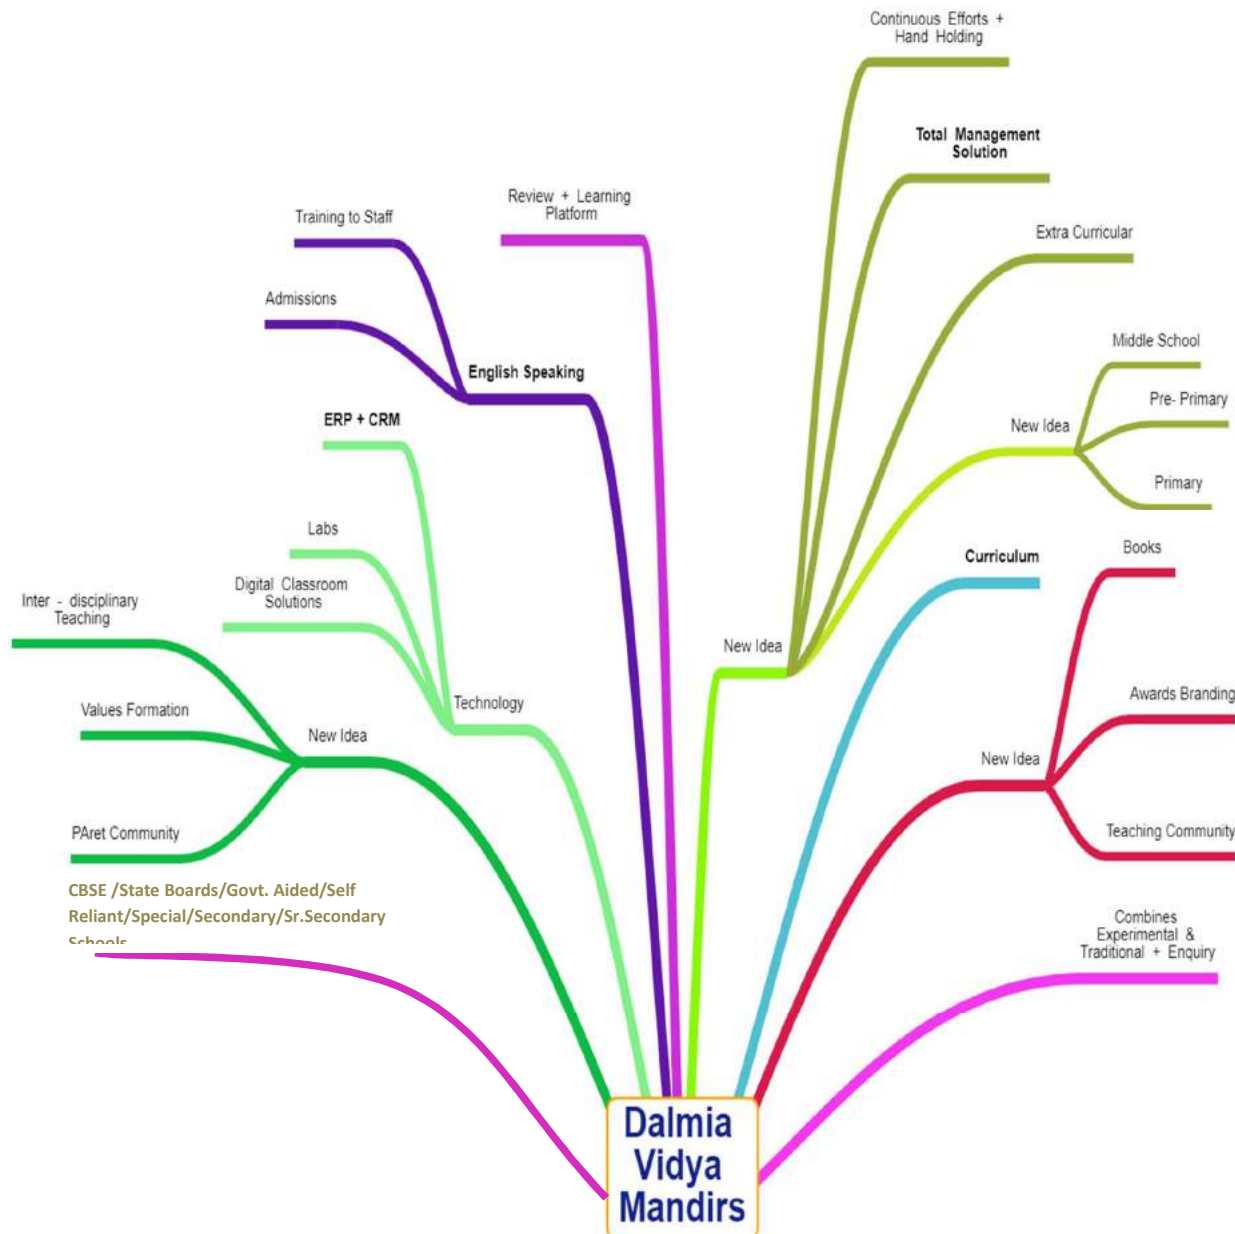 Continuous Efforts +
Hand Holding
Total Management
Solution
Review + Learning
Platform
Training to Staff
Extra Curricular
Admissions
Middle School
English Speaking
Pre- Primary
ERP + CRM
New Idea
Primary
Labs
Curriculum
Books
Digital Classroom
Solutions
Inter - disciplinary
Teaching
New Idea
Values Formation
Technology
Awards Branding
New Idea
New Idea
PAret Community
Teaching Community
CBSE /State Boards/Govt. Aided/Self
Reliant/Special/Secondary/Sr.Secondary
Schools
Combines
Experimental &
Traditional + Enquiry
Dalmia
Vidya
Mandirs